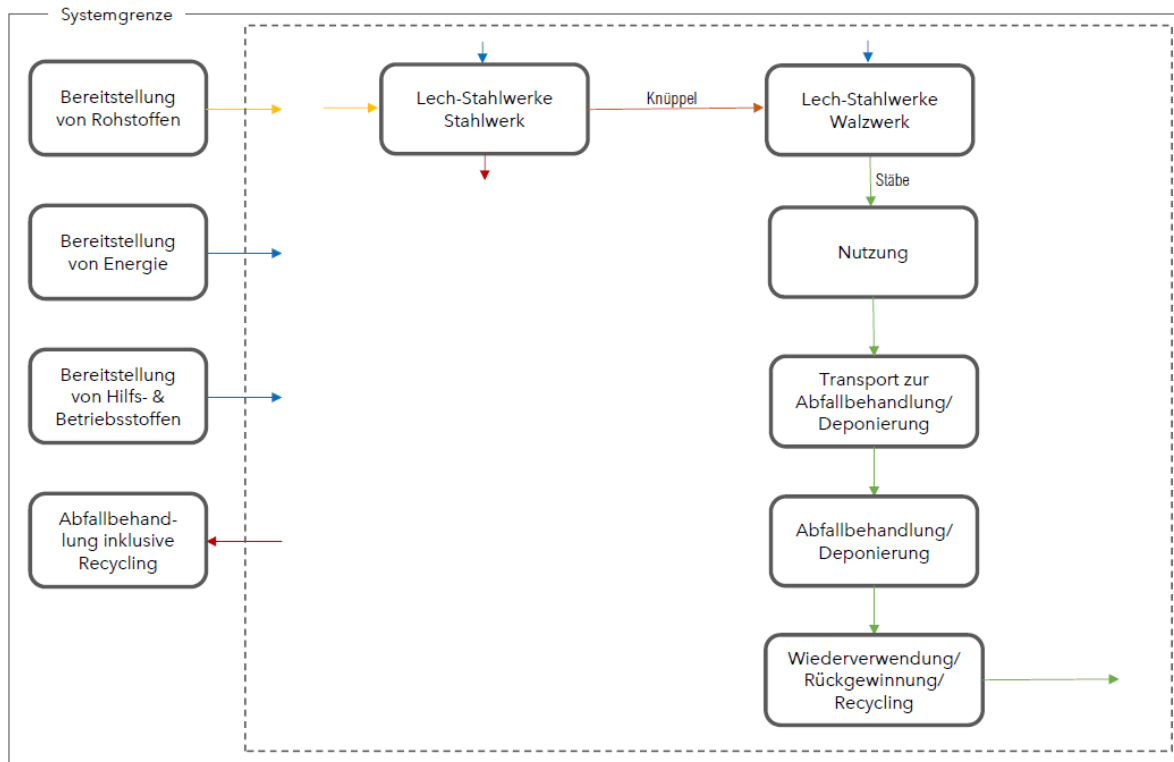 Systemgrenze
Bereitstellung
von Rohstoffen
Lech-Stahlwerke
Stahlwerk
Knüppel
Lech-Stahlwerke
Walzwerk
Stäbe
Bereitstellung
von Energie
Nutzung
Bereitstellung
von Hilfs- &
Betriebsstoffen
Transport zur
Abfallbehandlung/
Deponierung
Abfallbehand-
lung inklusive
Recycling
Abfallbehandlung/
Deponierung
Wiederverwendung/
Rückgewinnung/
Recycling